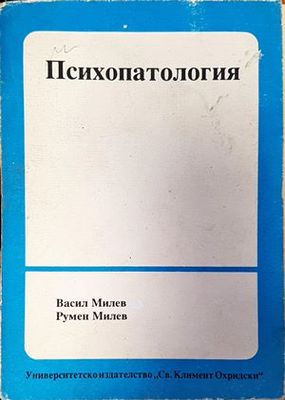 Психопатология
Васил Милев
Румен Милев
Университетско издателство „Св. Климент Охридски“